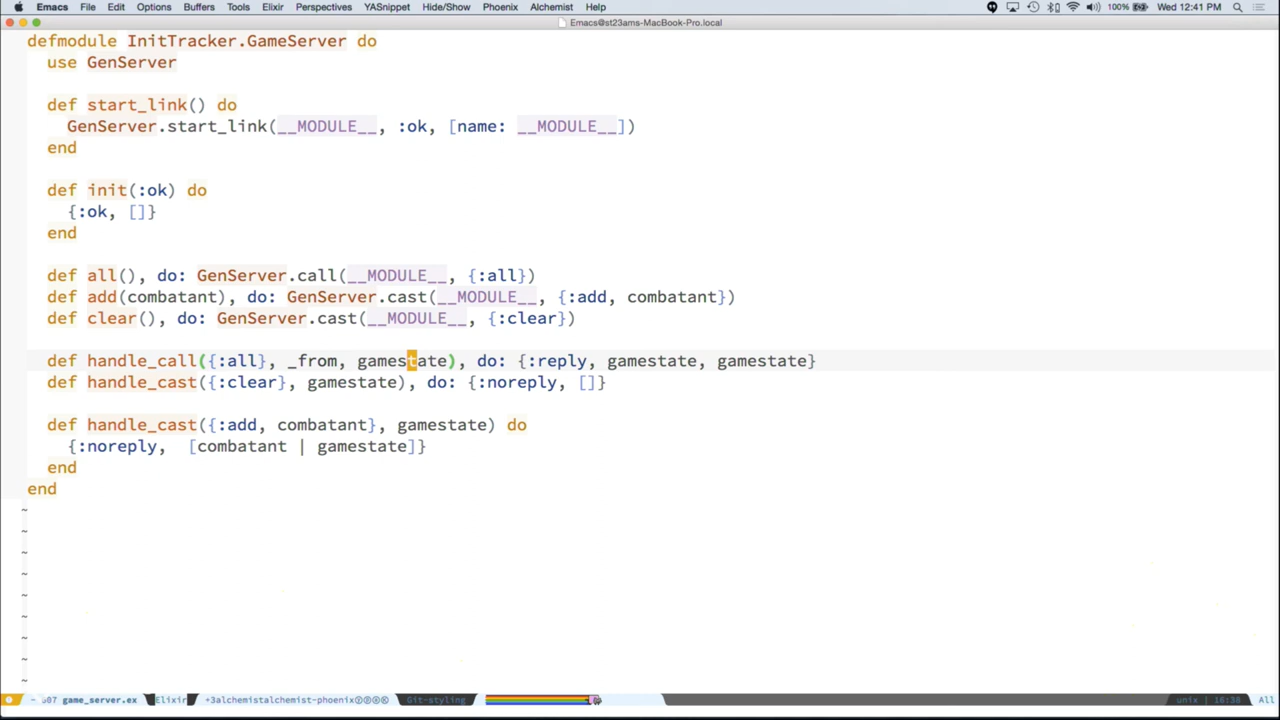 Emacs File Edit Options Buffers Tools Elixir Perspectives YASnippet Hide/Show Phoenix Alchemist Help 100% Wed 12:41 PM
Emacs@st23ams-MacBook-Pro.local
defmodule InitTracker.GameServer do
use GenServer
def start_link() do
GenServer.start_link(__MODULE__, :ok, [name: __MODULE__])
end
def init(:ok) do
{:ok, []}
end
def all(), do: GenServer.call(__MODULE__, {:all})
def add(combatant), do: GenServer.cast(__MODULE__, {:add, combatant})
def clear(), do: GenServer.cast(__MODULE__, {:clear})
def handle_call({:all}, _from, gamestate), do: {:reply, gamestate, gamestate}
def handle_cast({:clear}, gamestate), do: {:noreply, []}
def handle_cast({:add, combatant}, gamestate) do
{:noreply,  [combatant | gamestate]}
end
end
~
~
~
~
~
~
~
~
~
game_server.ex Elixir Git-styling unix | 16:38 All